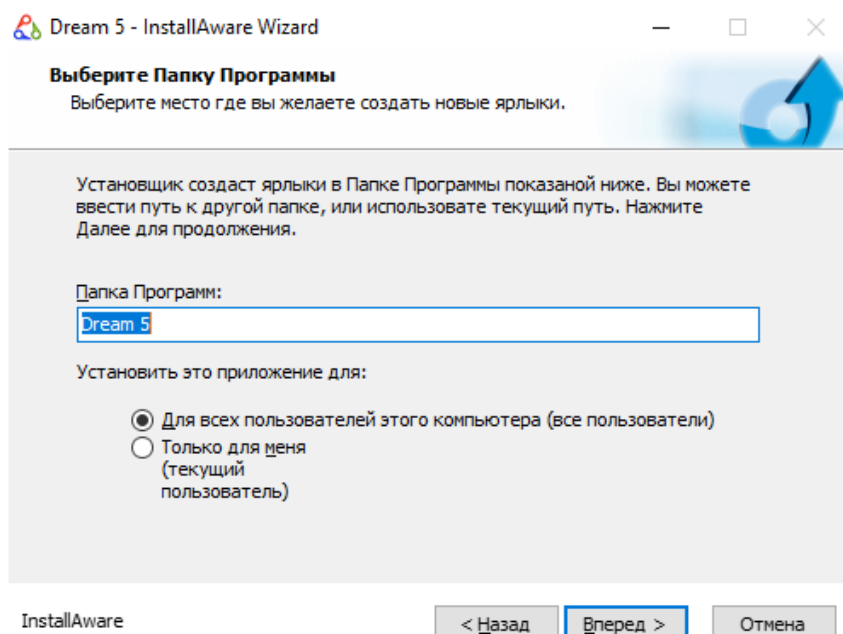 Dream 5 - InstallAware Wizard
Выберите Папку Программы
Выберите место где вы желаете создать новые ярлыки.
Установщик создаст ярлыки в Папке Программы показаной ниже. Вы можете
ввести путь к другой папке, или использовате текущий путь. Нажмите
Далее для продолжения.
Папка Программ:
Dream 5
Установить это приложение для:
Для всех пользователей этого компьютера (все пользователи)
Только для меня
(текущий
пользователь)
InstallAware
< Назад
Вперед >
Отмена